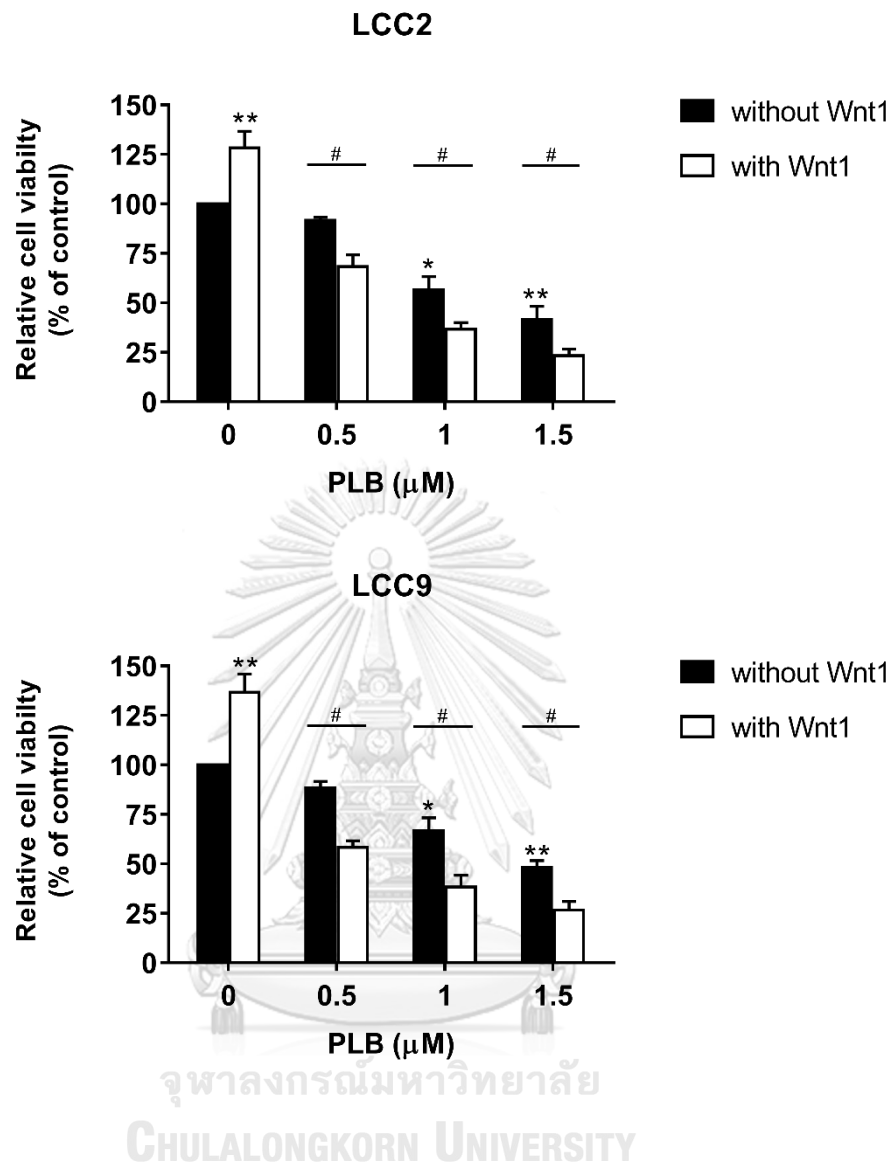 LCC2
Relative cell viabilty
(% of control)
150
125
100
75
50
25
0
**
#
#
#
*
**
0 0.5 1 1.5
PLB (μM)
without Wnt1
with Wnt1
LCC9
Relative cell viabilty
(% of control)
150
125
100
75
50
25
0
**
#
#
#
*
**
0 0.5 1 1.5
PLB (μM)
without Wnt1
with Wnt1
จุฬาลงกรณ์มหาวิทยาลัย
CHULALONGKORN UNIVERSITY